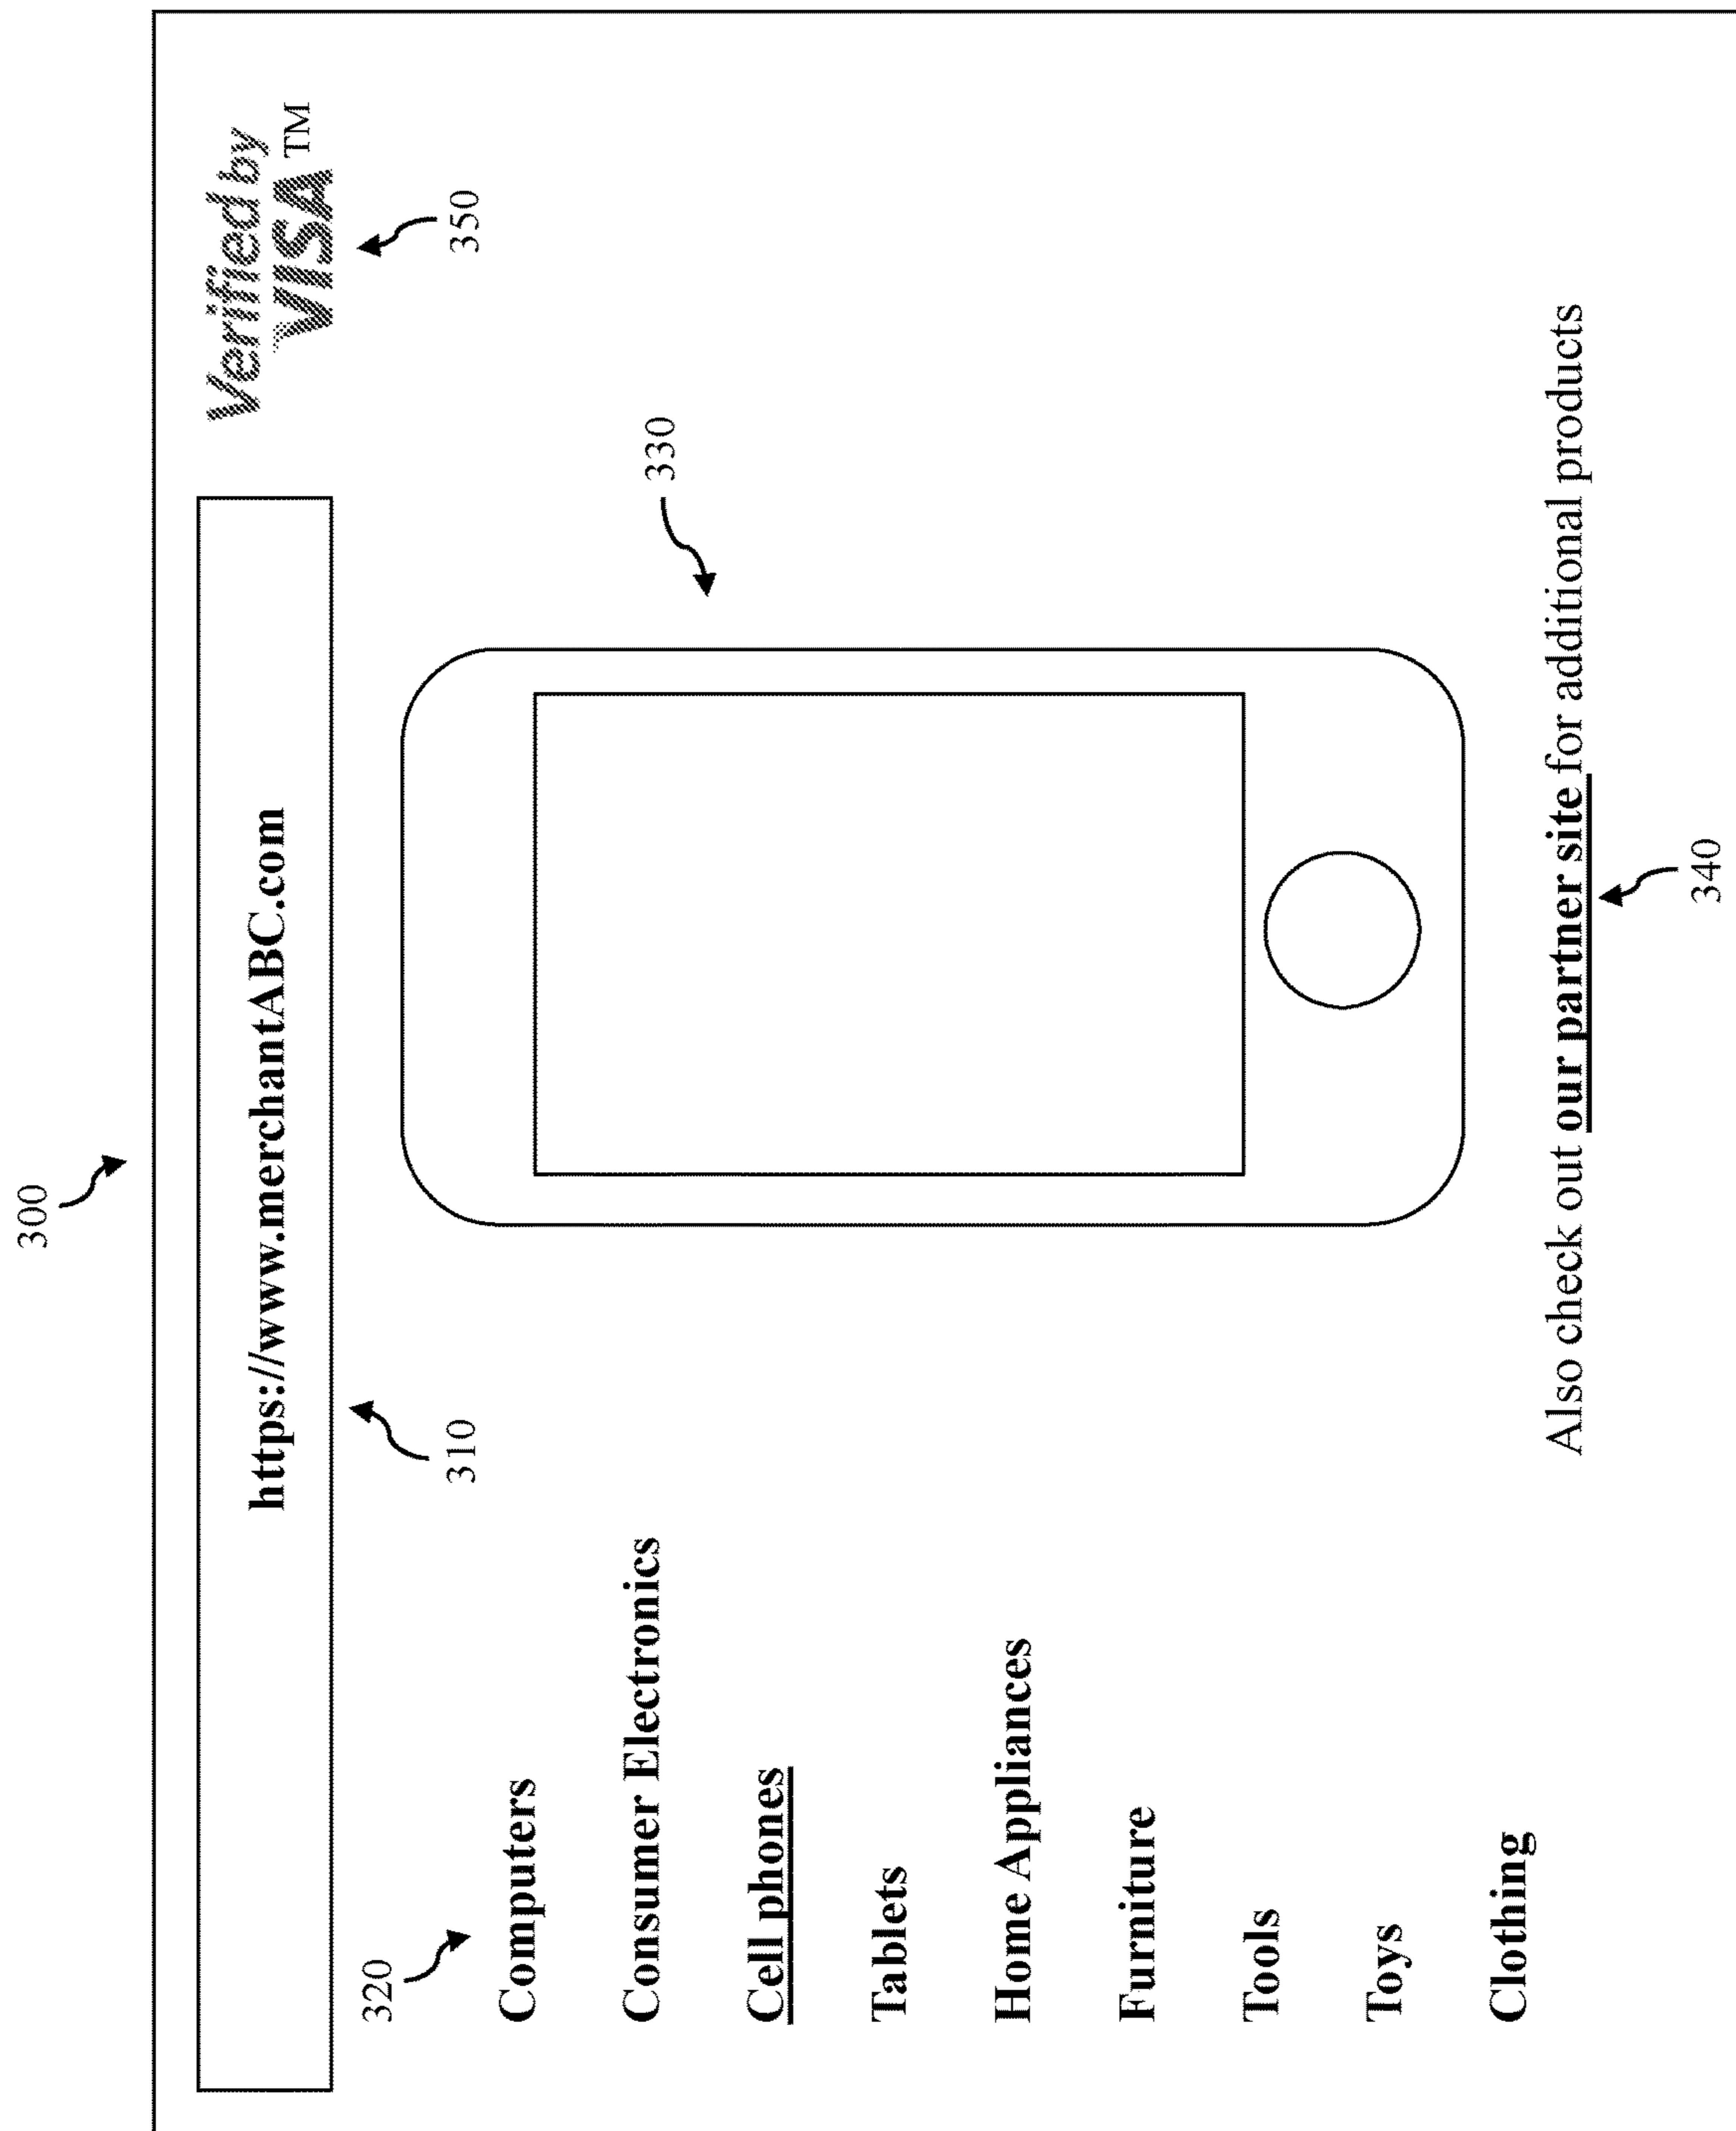 300
https://www.merchantABC.com
Verified by
VISA TM
310
350
320
Computers
Consumer Electronics
Cell phones
Tablets
Home Appliances
Furniture
Tools
Toys
Clothing
330
Also check out our partner site for additional products
340